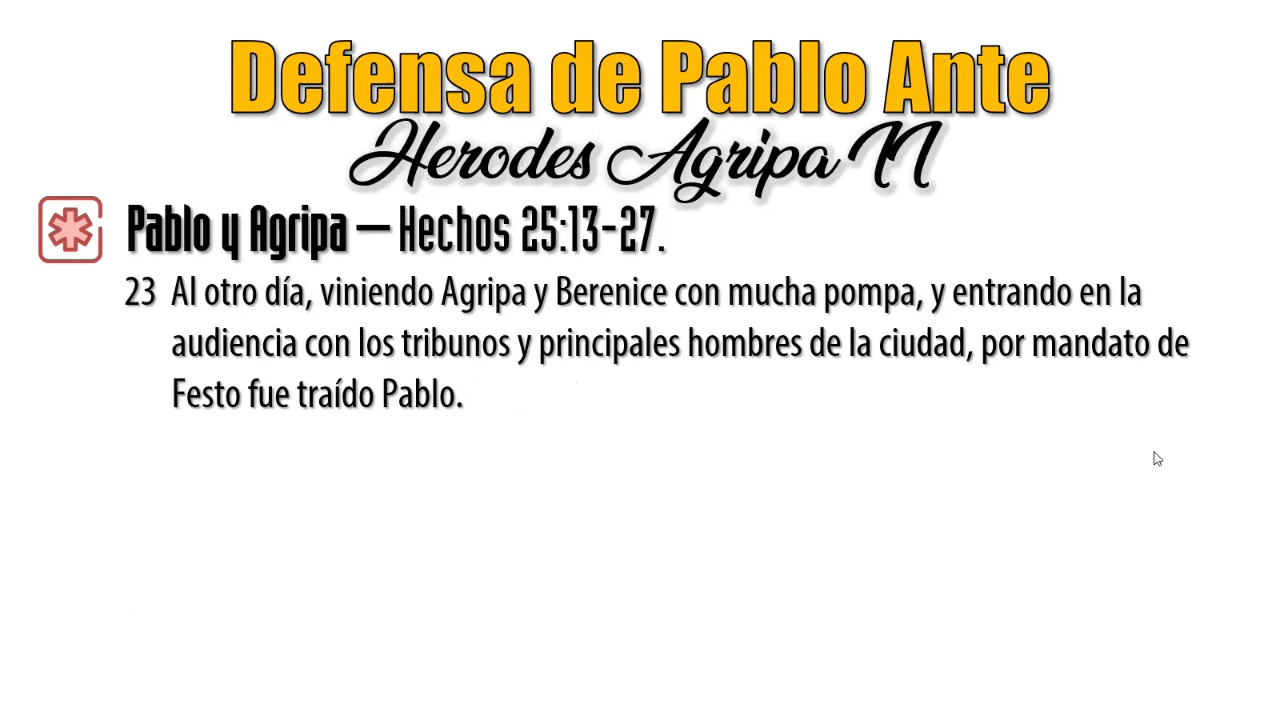 Defensa de Pablo Ante
Herodes Agripa II
Pablo y Agripa — Hechos 25:13-27.
23 Al otro día, viniendo Agripa y Berenice con mucha pompa, y entrando en la
audiencia con los tribunos y principales hombres de la ciudad, por mandato de
Festo fue traído Pablo.